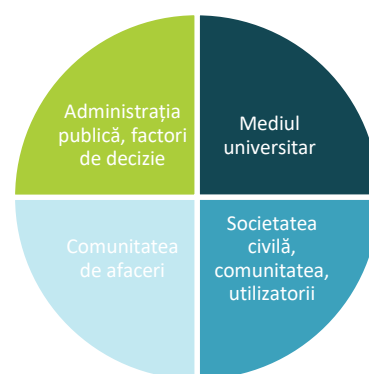 Administrația
publică, factori
de decizie
Mediul
universitar
Comunitatea
de afaceri
Societatea
civilă,
comunitatea,
utilizatorii